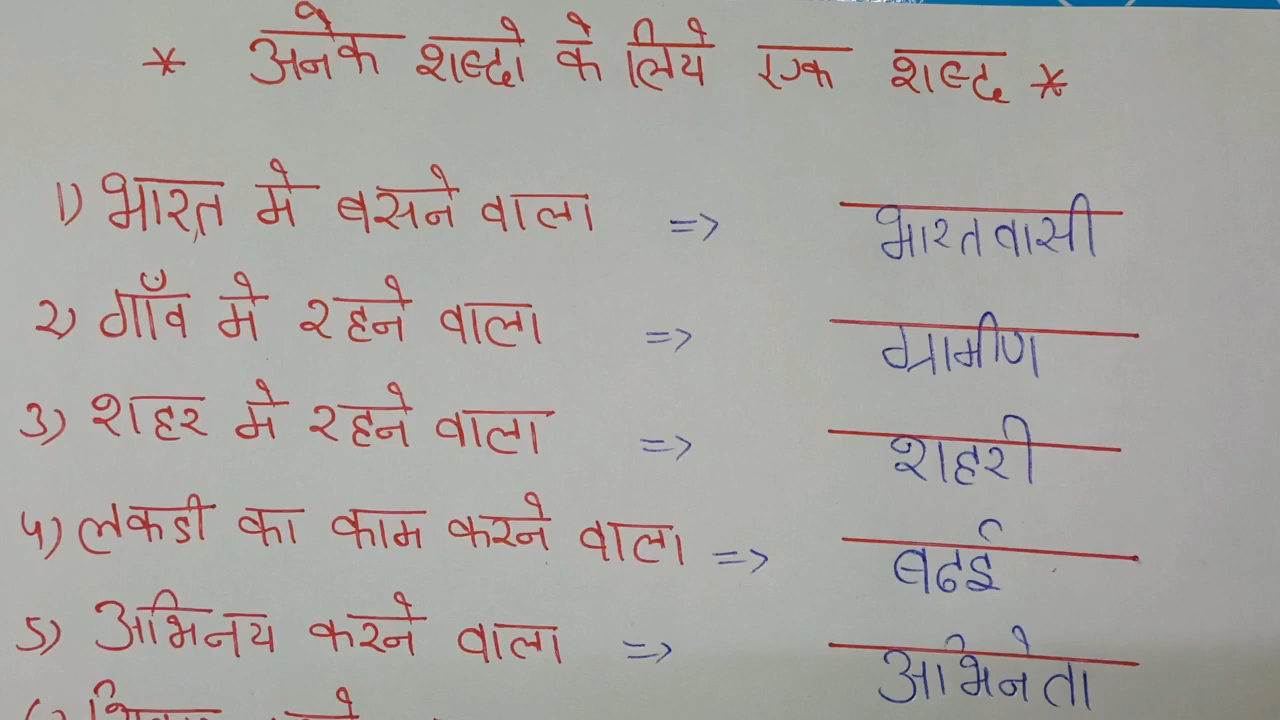 * अनेक शब्दो के लिये एक शब्द *
1) भारत मे बसने वाला => भारतवासी
2) गाँव मे रहने वाला => ग्रामीण
3) शहर मे रहने वाला => शहरी
4) लकडी का काम करने वाला => बढई
5) अभिनय करने वाला => अभिनेता